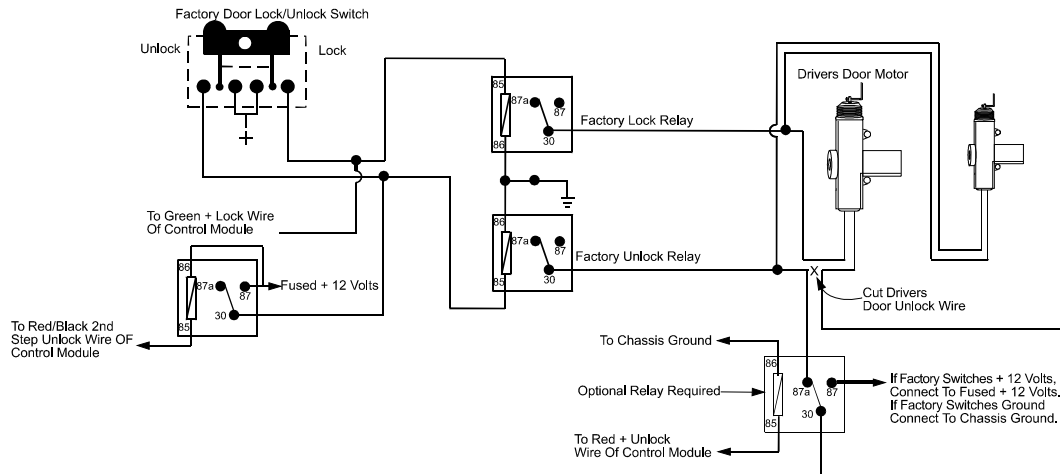 Factory Door Lock/Unlock Switch
Unlock
Lock
+
85
87a
87
30
86
Factory Lock Relay
Drivers Door Motor
To Green + Lock Wire
Of Control Module
86
87a
87
30
85
Factory Unlock Relay
86
87a
87
30
85
Fused + 12 Volts
To Red/Black 2nd
Step Unlock Wire OF
Control Module
X
Cut Drivers
Door Unlock Wire
To Chassis Ground
86
87a
87
30
85
Optional Relay Required
If Factory Switches + 12 Volts,
Connect To Fused + 12 Volts.
If Factory Switches Ground
Connect To Chassis Ground.
To Red + Unlock
Wire Of Control Module